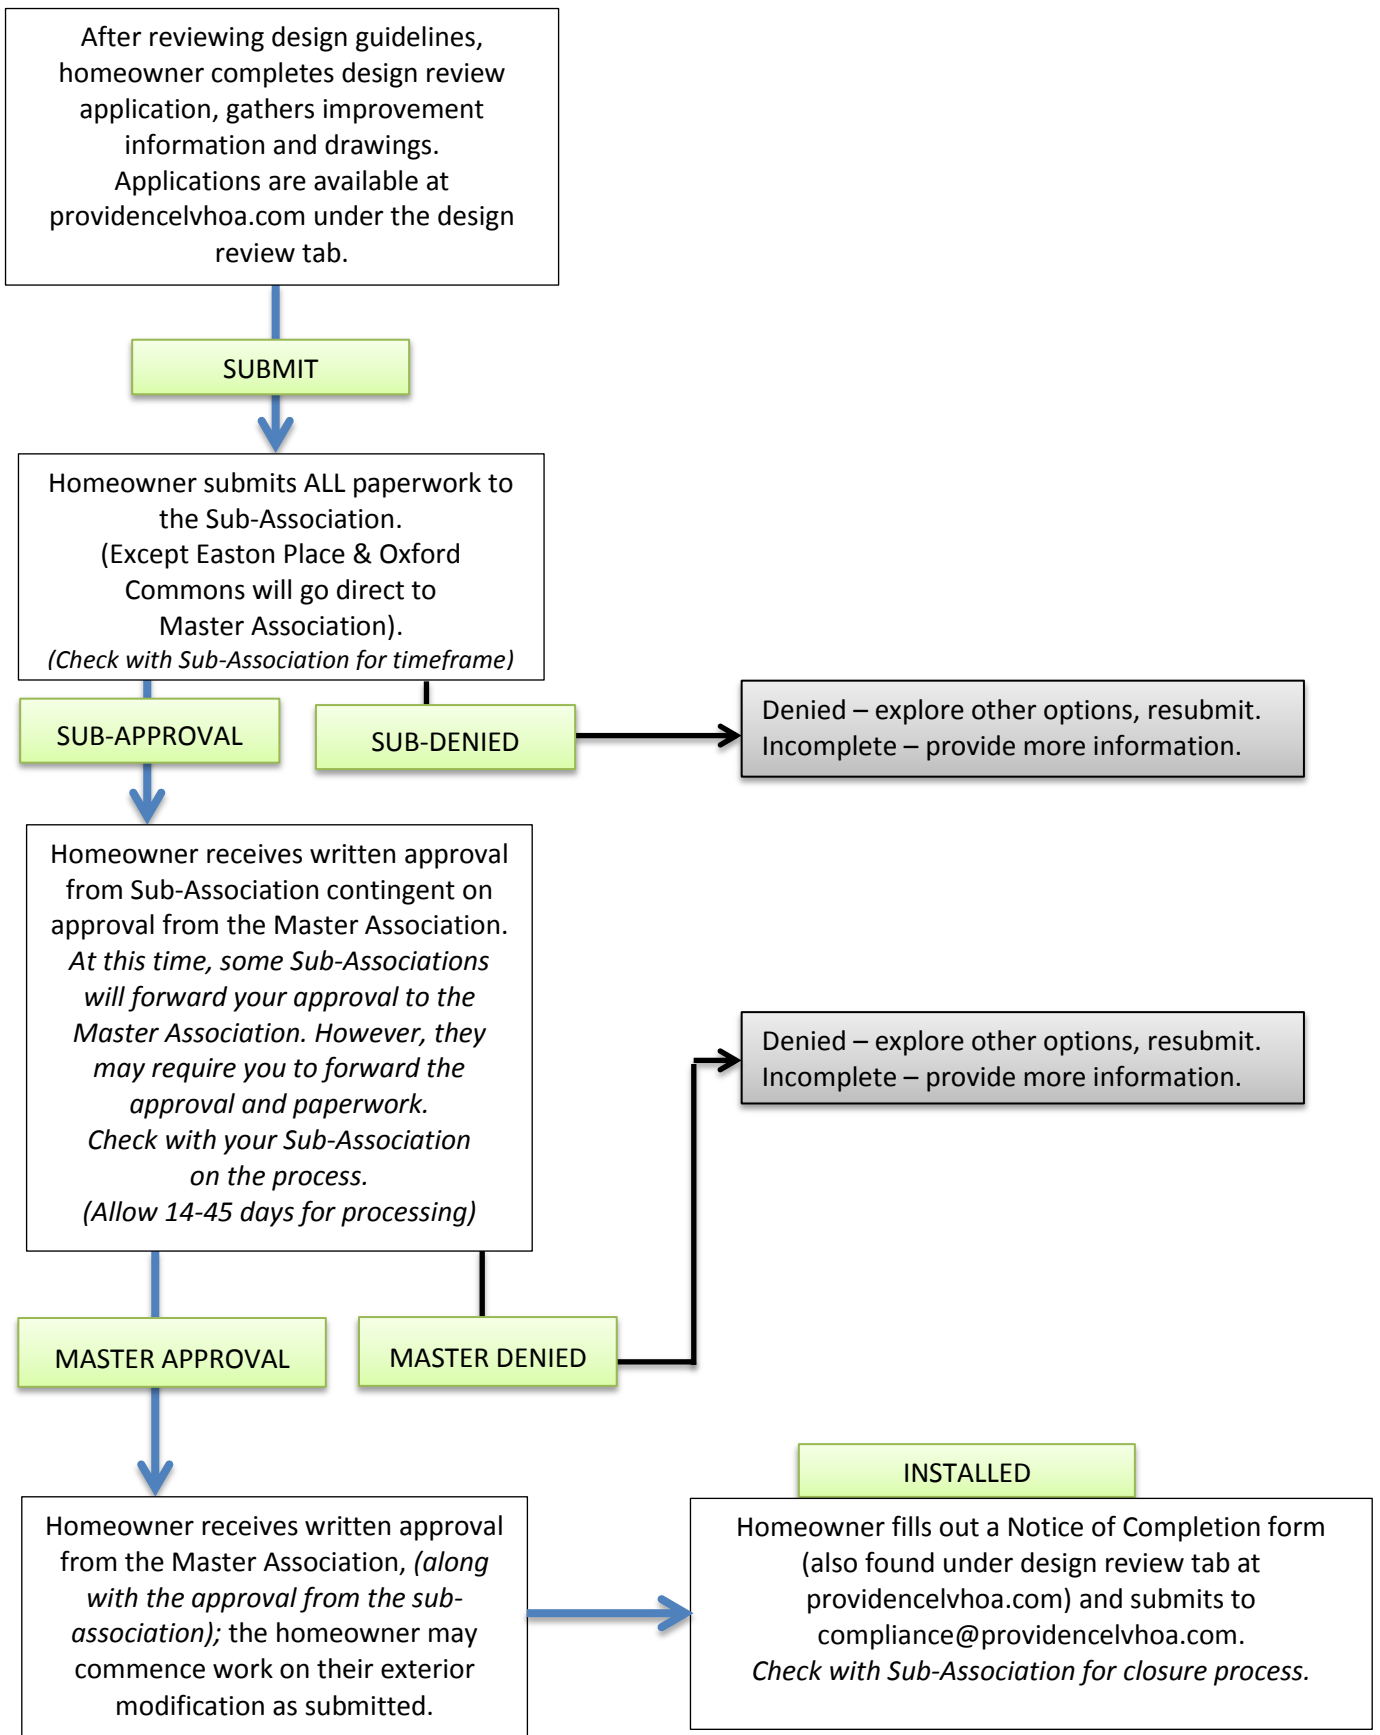 After reviewing design guidelines,
homeowner completes design review
application, gathers improvement
information and drawings.
Applications are available at
providencelvhoa.com under the design
review tab.
SUBMIT
Homeowner submits ALL paperwork to
the Sub-Association.
(Except Easton Place & Oxford
Commons will go direct to
Master Association).
(Check with Sub-Association for timeframe)
SUB-APPROVAL
SUB-DENIED
Denied – explore other options, resubmit.
Incomplete – provide more information.
Homeowner receives written approval
from Sub-Association contingent on
approval from the Master Association.
At this time, some Sub-Associations
will forward your approval to the
Master Association. However, they
may require you to forward the
approval and paperwork.
Check with your Sub-Association
on the process.
(Allow 14-45 days for processing)
Denied – explore other options, resubmit.
Incomplete – provide more information.
MASTER APPROVAL
MASTER DENIED
Homeowner receives written approval
from the Master Association, (along
with the approval from the sub-
association); the homeowner may
commence work on their exterior
modification as submitted.
INSTALLED
Homeowner fills out a Notice of Completion form
(also found under design review tab at
providencelvhoa.com) and submits to
compliance@providencelvhoa.com.
Check with Sub-Association for closure process.